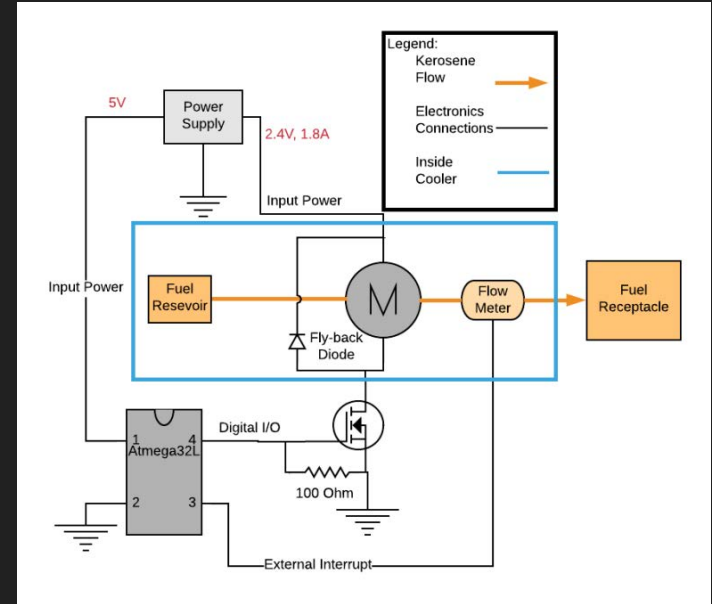 Legend:
Kerosene
Flow
Electronics
Connections
Inside
Cooler
5V
Power
Supply
2.4V, 1.8A
Input Power
Input Power
Fuel
Resevoir
M
Flow
Meter
Fuel
Receptacle
Fly-back
Diode
Digital I/O
1
4
Atmega32L
2
3
100 Ohm
External Interrupt